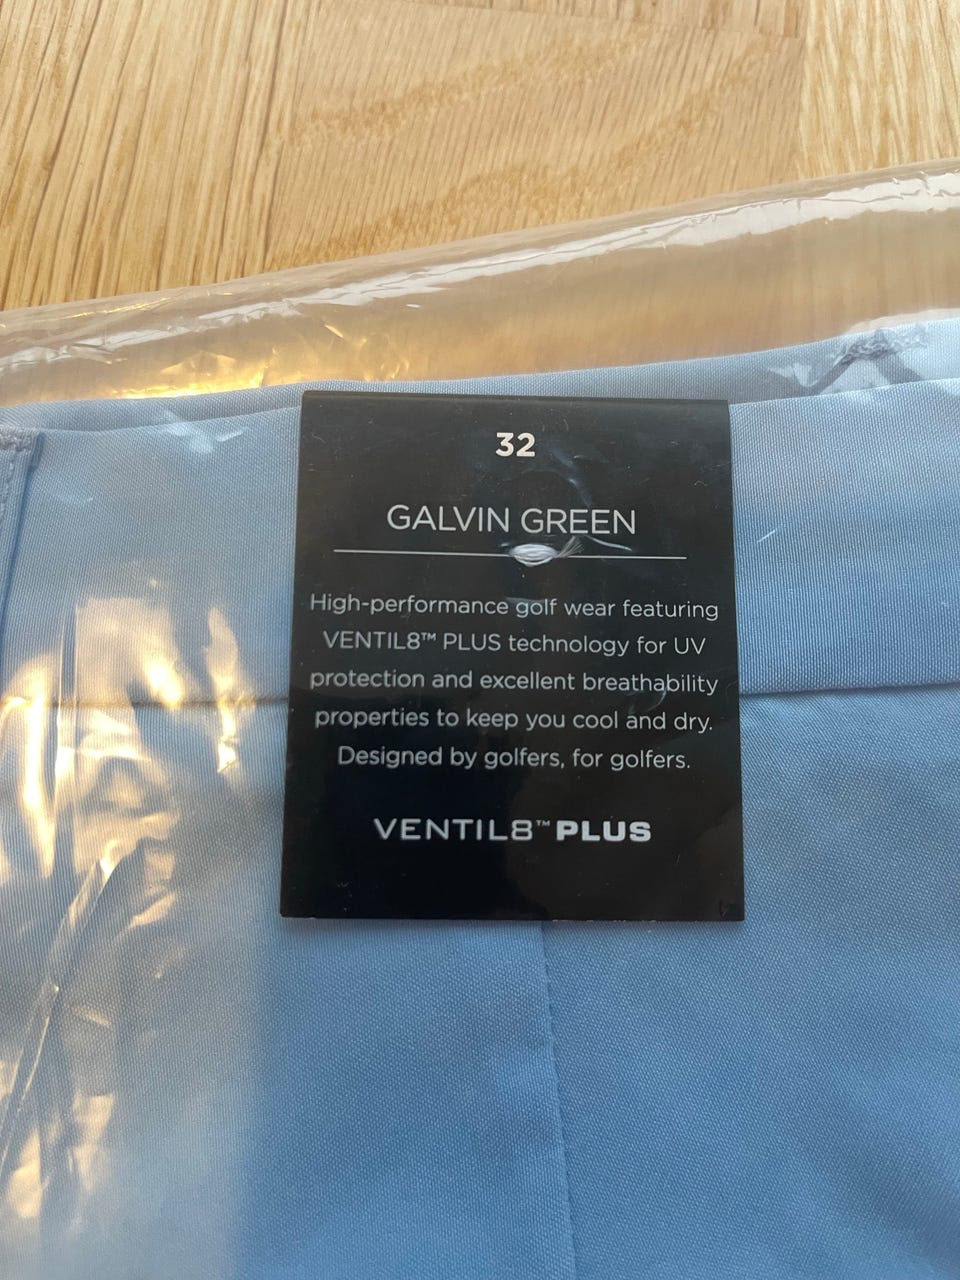 32
GALVIN GREEN
High-performance golf wear featuring
VENTIL8™ PLUS technology for UV
protection and excellent breathability
properties to keep you cool and dry.
Designed by golfers, for golfers.
VENTIL8™ PLUS